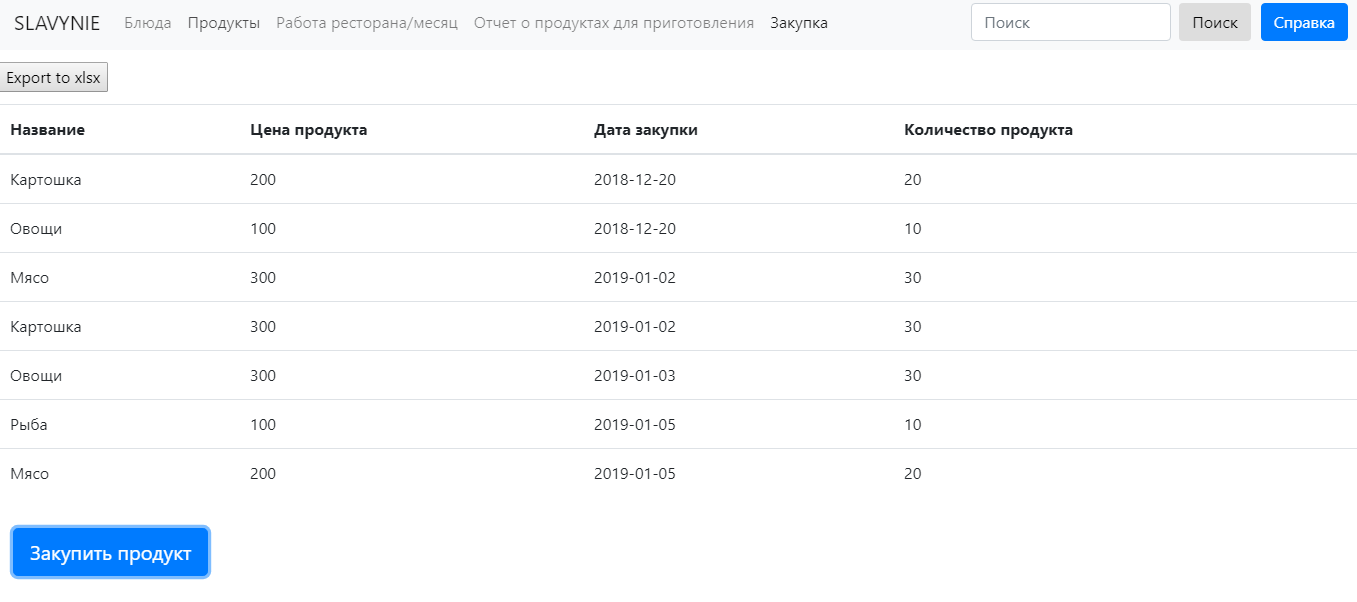 SLAVYNIE Блюда Продукты Работа ресторана/месяц Отчет о продуктах для приготовления Закупка Поиск Поиск Справка
Export to xlsx
Название Цена продукта Дата закупки Количество продукта
Картошка 200 2018-12-20 20
Овощи 100 2018-12-20 10
Мясо 300 2019-01-02 30
Картошка 300 2019-01-02 30
Овощи 300 2019-01-03 30
Рыба 100 2019-01-05 10
Мясо 200 2019-01-05 20
Закупить продукт